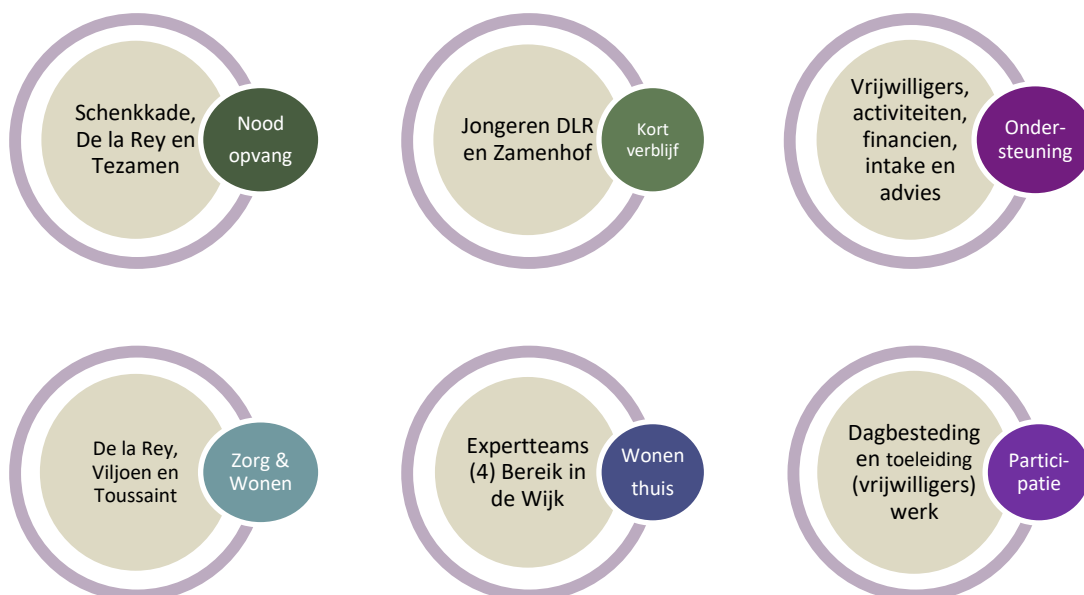 Schenkkade,
De la Rey en
Tezamen
Nood
opvang
Jongeren DLR
en Zamenhof
Kort
verblijf
Vrijwilligers,
activiteiten,
financien,
intake en
advies
Onder-
steuning
De la Rey,
Viljoen en
Toussaint
Zorg &
Wonen
Expertteams
(4) Bereik in
de Wijk
Wonen
thuis
Dagbesteding
en toeleiding
(vrijwilligers)
werk
Partici-
patie